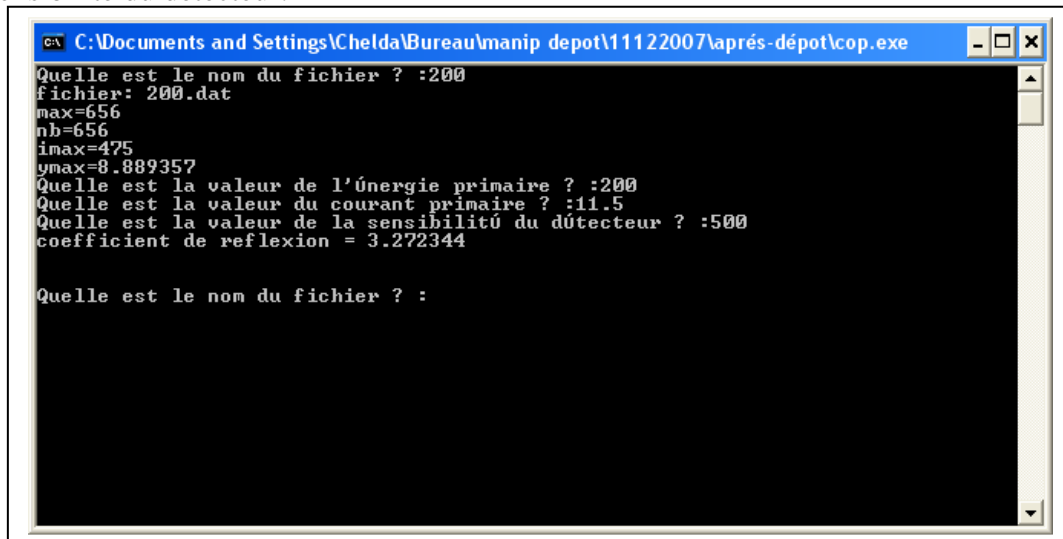 C:\Documents and Settings\Chelda\Bureau\manip depot\11122007\aprés-dépot\cop.exe
Quelle est le nom du fichier ? :200
fichier: 200.dat
max=656
nb=656
imax=475
ymax=8.889357
Quelle est la valeur de l'Únergie primaire ? :200
Quelle est la valeur du courant primaire ? :11.5
Quelle est la valeur de la sensibilitÚ du dÚtecteur ? :500
coefficient de reflexion = 3.272344
Quelle est le nom du fichier ? :